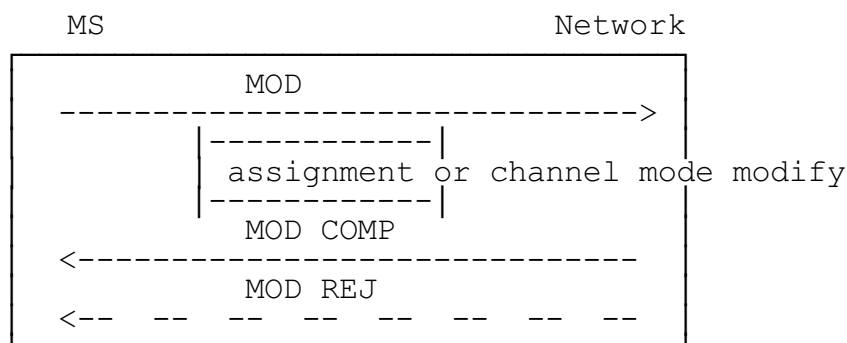 MS Network
MOD
------------------------------->
|------------|
assignment or channel mode modify
|------------|
MOD COMP
<------------------------------
MOD REJ
<-- -- -- -- -- -- -- --